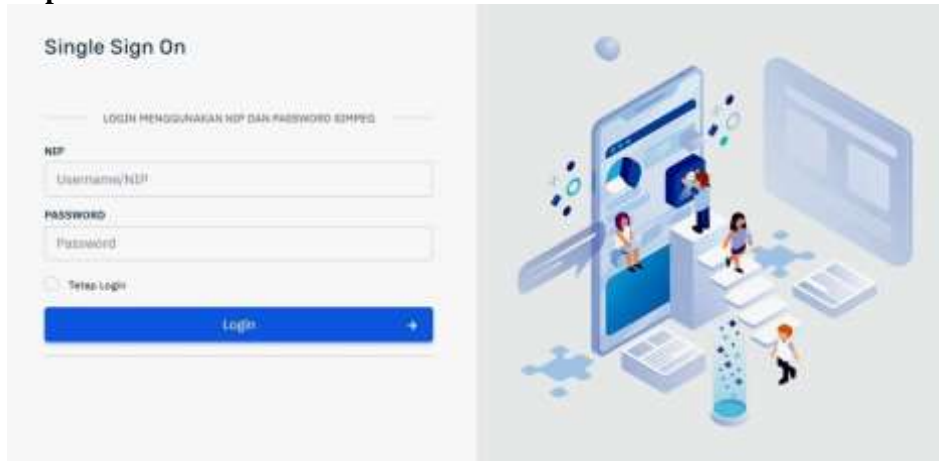 Single Sign On
LOGIN MENGGUNAKAN NIP DAN PASSWORD SIMPEG
NIP
Username/NIP
PASSWORD
Password
Tetap Login
Login